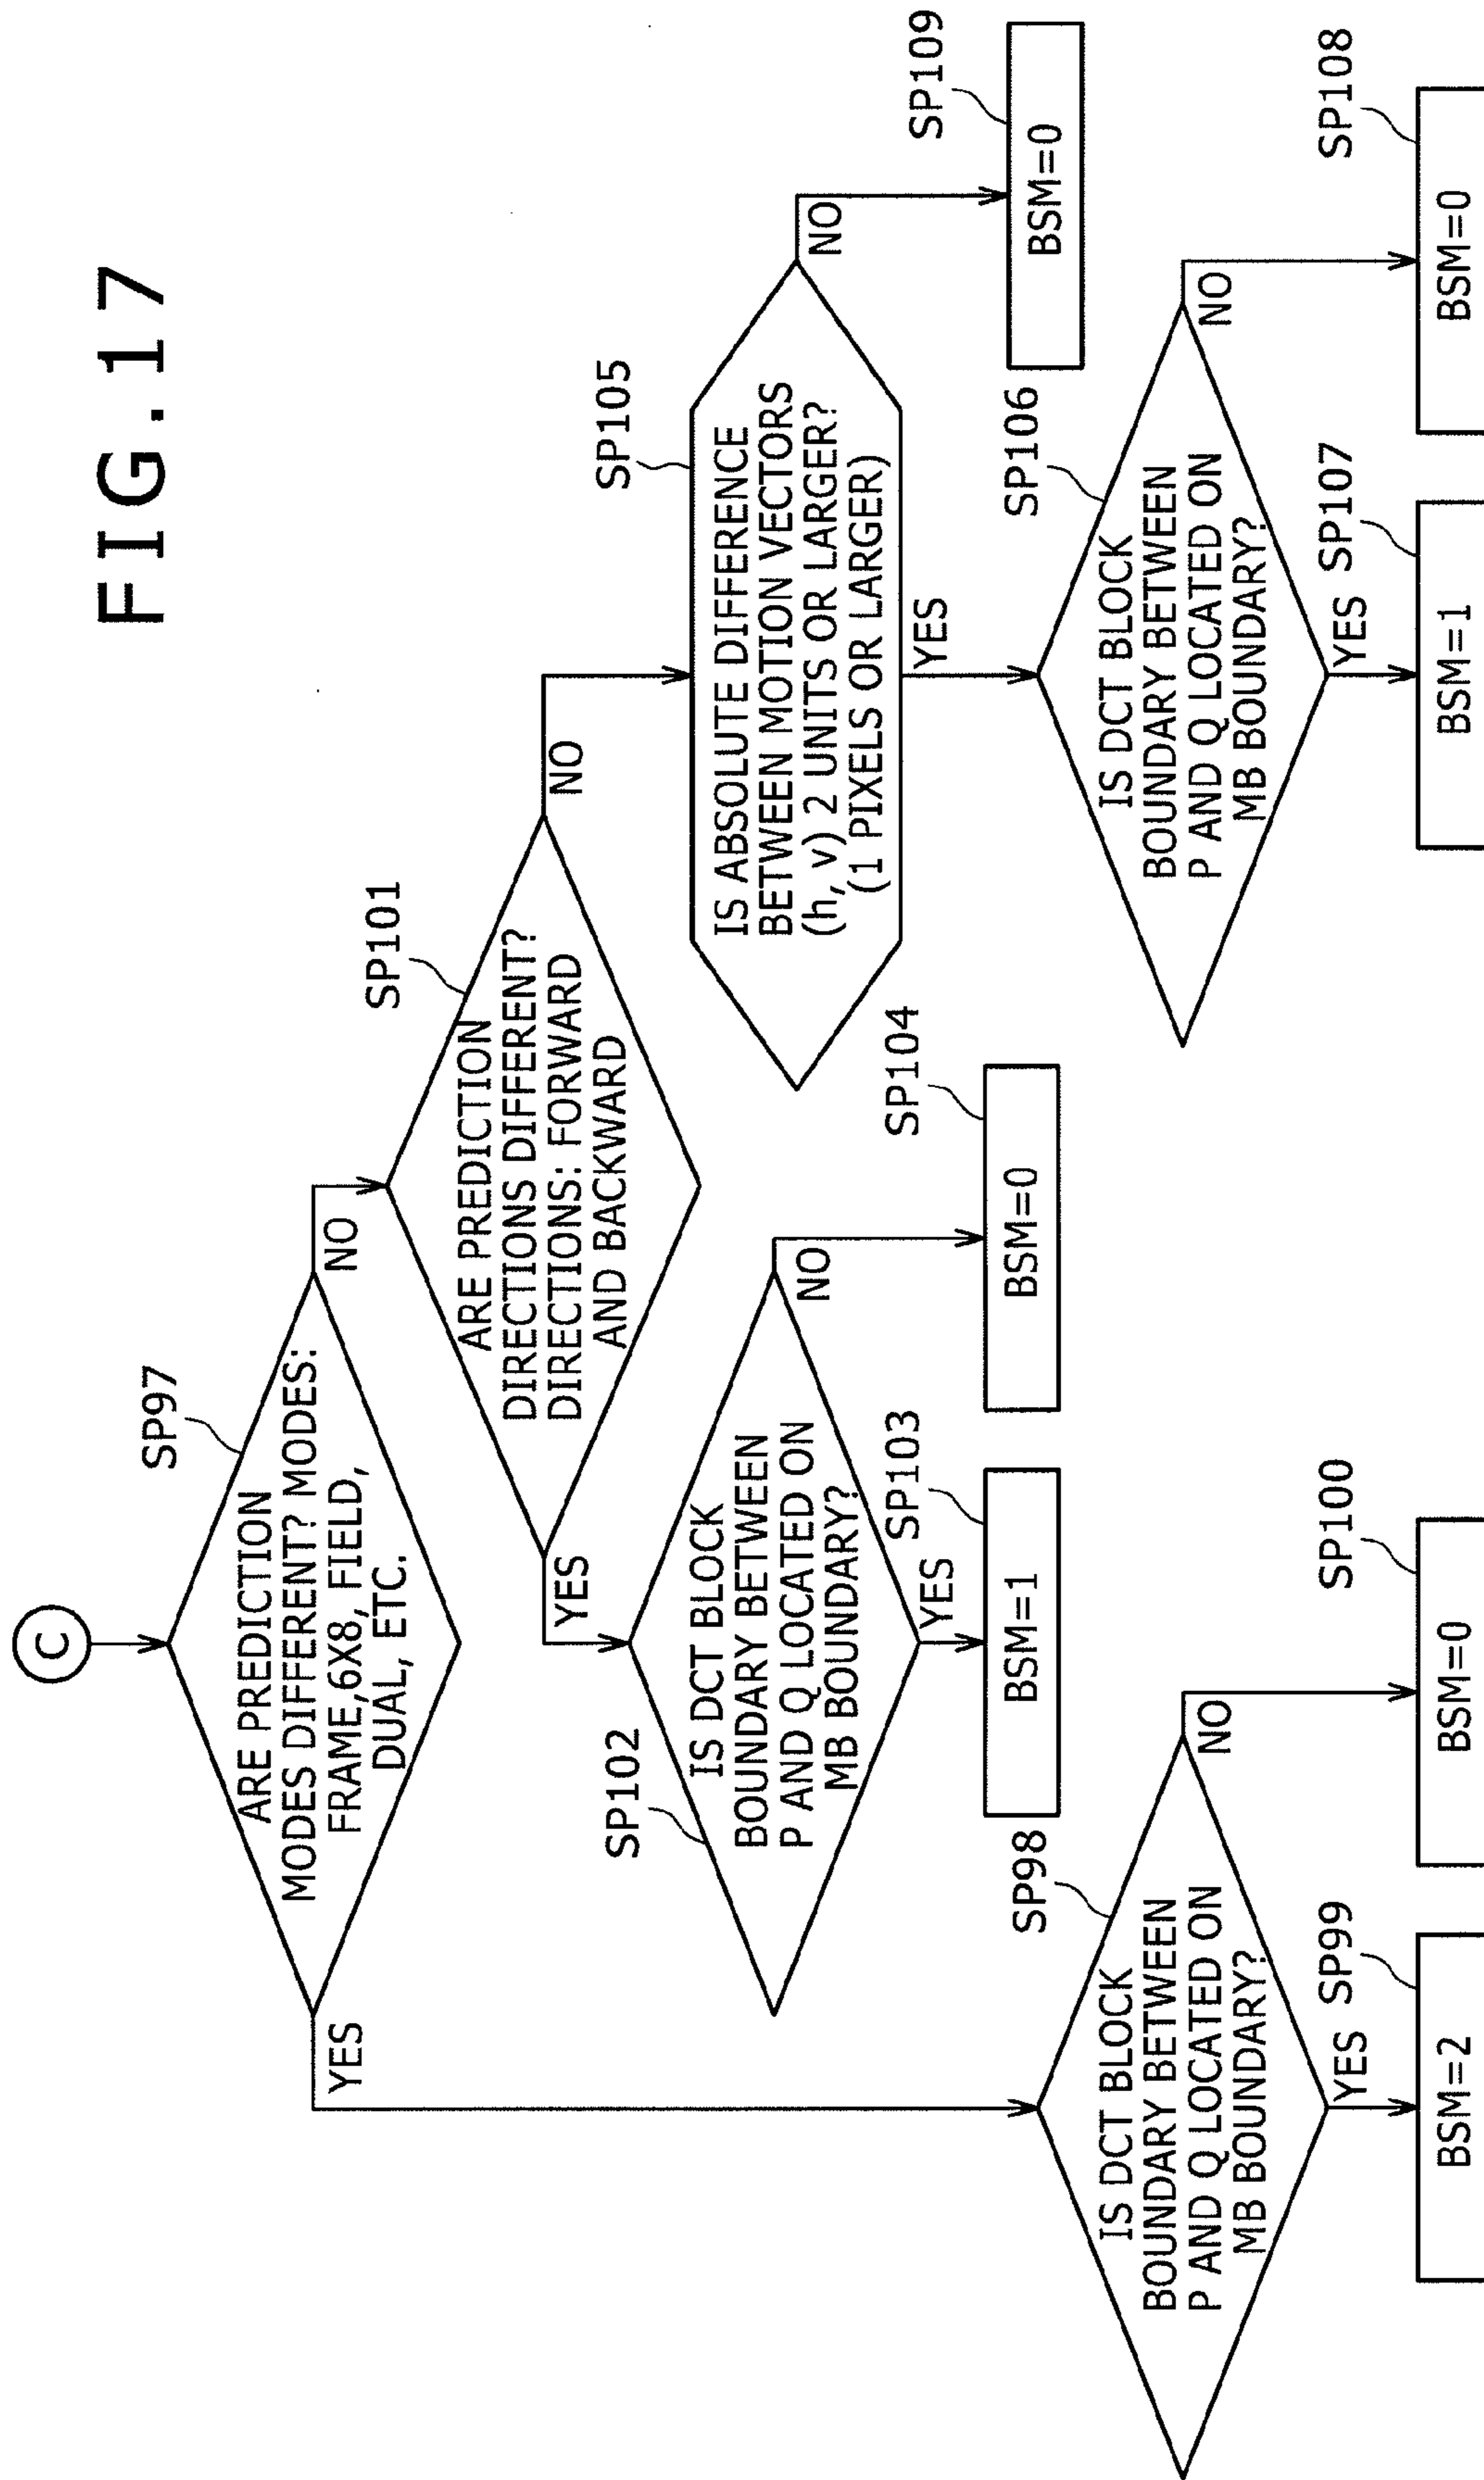 FIG.17
C
SP97
ARE PREDICTION
MODES DIFFERENT? MODES:
FRAME,6X8, FIELD,
DUAL, ETC.
YES
NO
SP101
ARE PREDICTION
DIRECTIONS DIFFERENT?
DIRECTIONS: FORWARD
AND BACKWARD
YES
NO
SP102
IS DCT BLOCK
BOUNDARY BETWEEN
P AND Q LOCATED ON
MB BOUNDARY?
NO
YES
SP103
BSM=1
SP104
BSM=0
SP105
IS ABSOLUTE DIFFERENCE
BETWEEN MOTION VECTORS
(h, v) 2 UNITS OR LARGER?
(1 PIXELS OR LARGER)
NO
YES
SP109
BSM=0
SP98
IS DCT BLOCK
BOUNDARY BETWEEN
P AND Q LOCATED ON
MB BOUNDARY?
NO
YES
SP99
BSM=2
SP100
BSM=0
SP106
IS DCT BLOCK
BOUNDARY BETWEEN
P AND Q LOCATED ON
MB BOUNDARY?
NO
YES
SP107
BSM=1
SP108
BSM=0